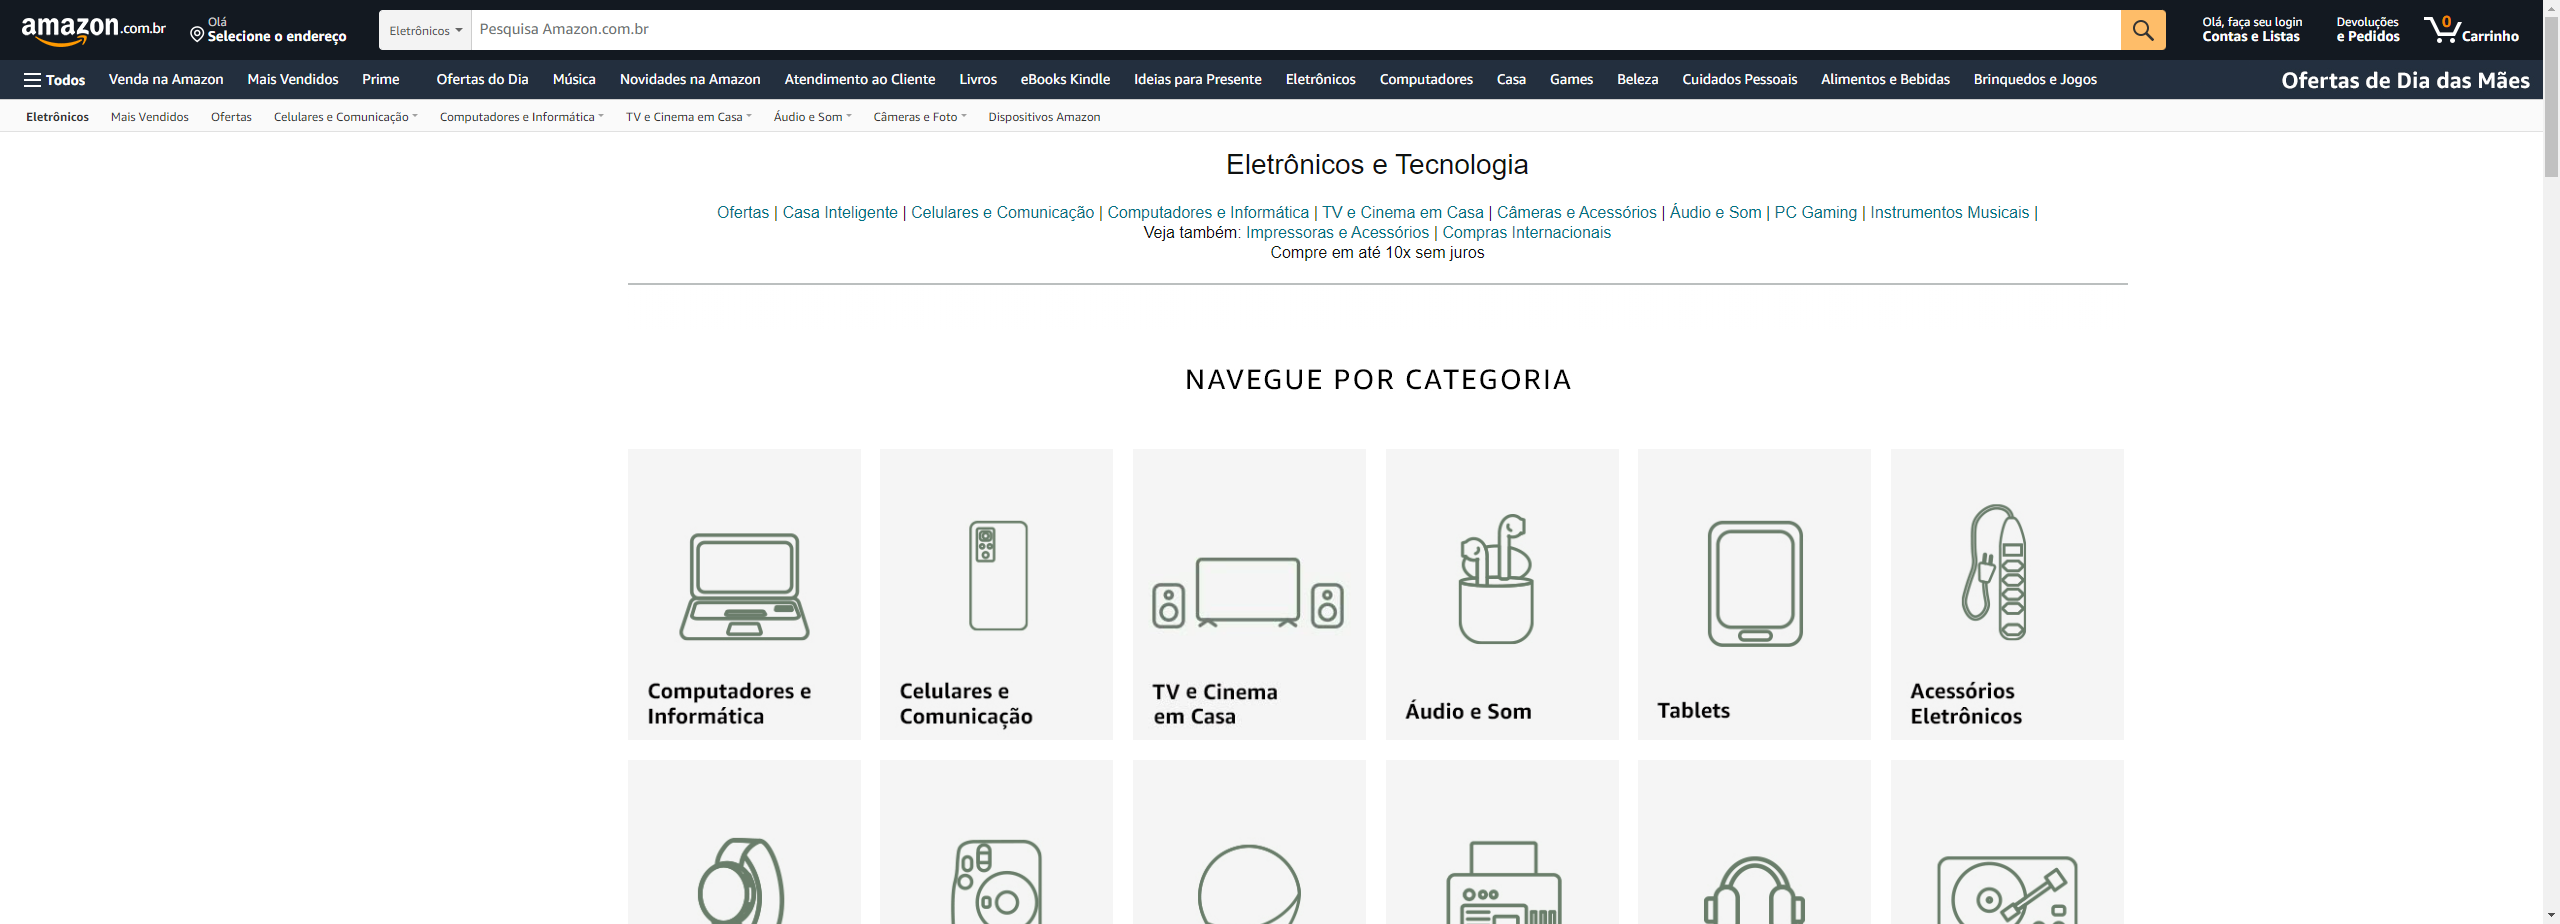 amazon.com.br
Olá
Selecione o endereço
Eletrônicos
Pesquisa Amazon.com.br
Olá, faça seu login
Contas e Listas
Devoluções
e Pedidos
0
Carrinho
Todos Venda na Amazon Mais Vendidos Prime Ofertas do Dia Música Novidades na Amazon Atendimento ao Cliente Livros eBooks Kindle Ideias para Presente Eletrônicos Computadores Casa Games Beleza Cuidados Pessoais Alimentos e Bebidas Brinquedos e Jogos Ofertas de Dia das Mães
Eletrônicos Mais Vendidos Ofertas Celulares e Comunicação Computadores e Informática TV e Cinema em Casa Áudio e Som Câmeras e Foto Dispositivos Amazon
Eletrônicos e Tecnologia
Ofertas | Casa Inteligente | Celulares e Comunicação | Computadores e Informática | TV e Cinema em Casa | Câmeras e Acessórios | Áudio e Som | PC Gaming | Instrumentos Musicais |
Veja também: Impressoras e Acessórios | Compras Internacionais
Compre em até 10x sem juros
NAVEGUE POR CATEGORIA
Computadores e
Informática
Celulares e
Comunicação
TV e Cinema
em Casa
Áudio e Som
Tablets
Acessórios
Eletrônicos